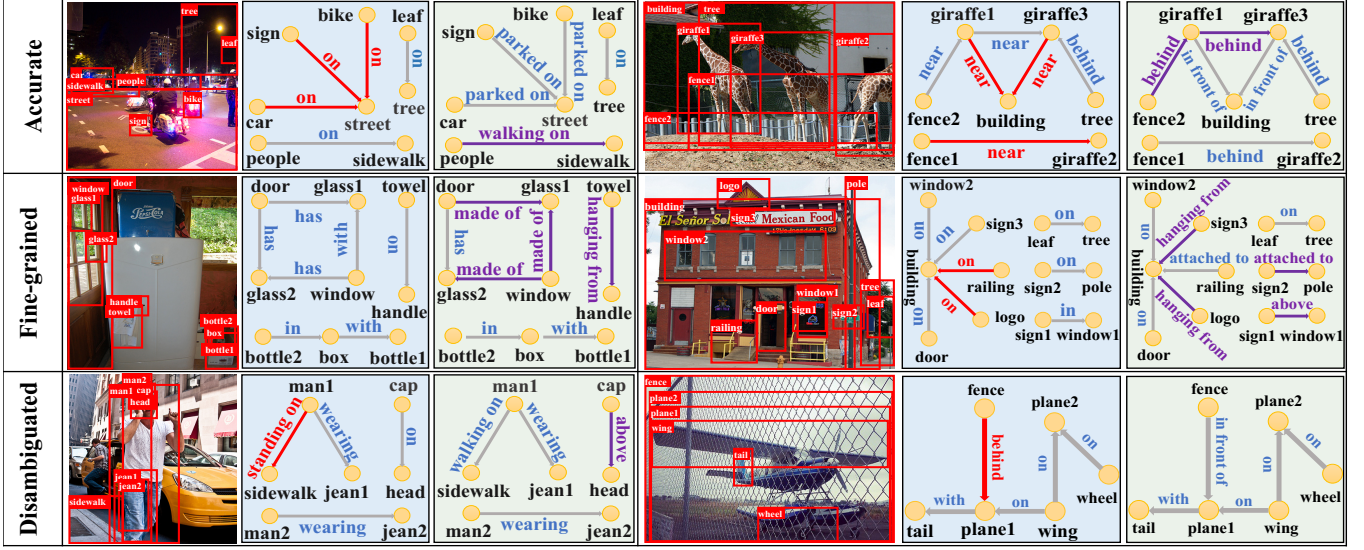 Accurate
tree
leaf
car
people
sidewalk
street
bike
sign
bike
leaf
sign
on
on
on
on
tree
car
street
on
people
sidewalk
bike
leaf
sign
parked on
parked on
on
parked on
tree
car
street
walking on
people
sidewalk
building
tree
giraffe1
giraffe3
giraffe2
fence1
fence2
giraffe1 giraffe3
near
near
near
near
behind
fence2
building
tree
fence1
near
giraffe2
giraffe1 giraffe3
behind
behind
in front of
in front of
behind
fence2
building
tree
fence1
behind
giraffe2
Fine-grained
window
door
glass1
PEPSI-COLA
glass2
handle
towel
bottle2
box
bottle1
door glass1 towel
has
has
with
on
has
glass2 window handle
in with
bottle2 box bottle1
door glass1 towel
made of
has
made of
hanging from
made of
glass2 window handle
in with
bottle2 box bottle1
logo
pole
building
sign3
El Señor Sol
Mexican Food
window2
window1
tree
leaf
door
sign1
sign2
railing
window2
on
on
sign3
on
leaf tree
building
on
railing
on
sign2 pole
on
on
logo
in
sign1 window1
door
window2
on
hanging from
sign3
on
leaf tree
building
attached to
railing
attached to
sign2 pole
on
hanging from
logo
above
sign1 window1
door
Disambiguated
man2
man1 cap
head
jean1
jean2
sidewalk
man1 cap
standing on
wearing
on
sidewalk jean1 head
man2
wearing
jean2
man1 cap
walking on
wearing
above
sidewalk jean1 head
man2
wearing
jean2
fence
plane2
plane1
wing
tail
wheel
fence
plane2
behind
on
on
wheel
with
on
tail plane1 wing
fence
plane2
in front of
on
on
wheel
with
on
tail plane1 wing